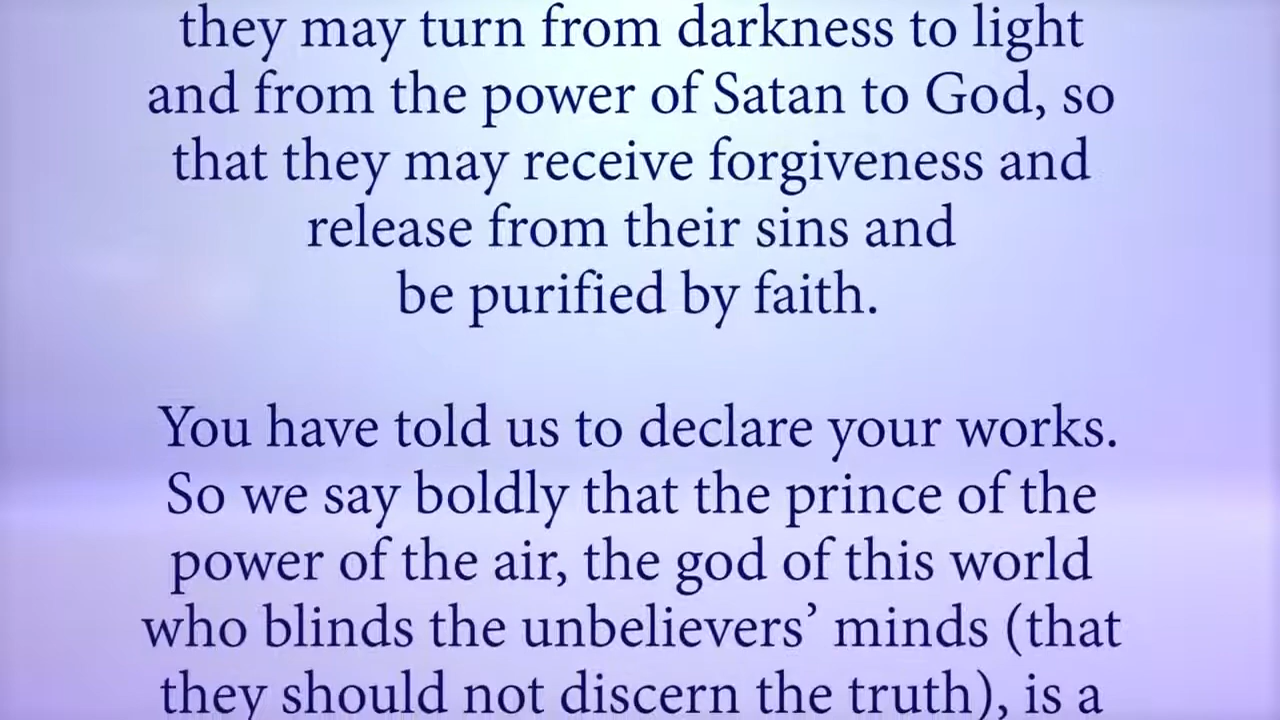 they may turn from darkness to light
and from the power of Satan to God, so
that they may receive forgiveness and
release from their sins and
be purified by faith.
You have told us to declare your works.
So we say boldly that the prince of the
power of the air, the god of this world
who blinds the unbelievers’ minds (that
they should not discern the truth), is a